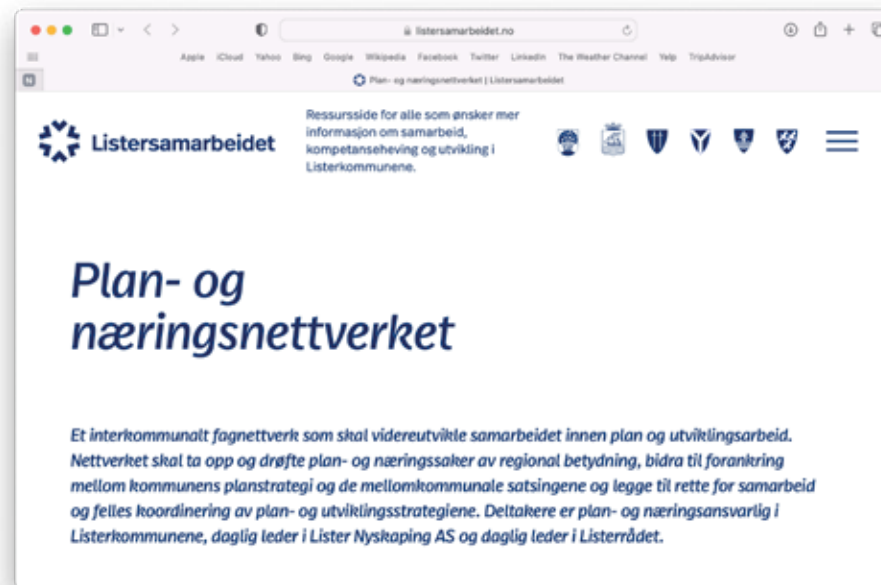 listersamarbeidet.no
Apple iCloud Yahoo Bing Google Wikipedia Facebook Twitter LinkedIn The Weather Channel Yelp TripAdvisor
Plan- og næringsnettverket | Listersamarbeidet
Listersamarbeidet
Ressursside for alle som ønsker mer
informasjon om samarbeid,
kompetanseheving og utvikling i
Listerkommunene.
Plan- og
næringsnettverket
Et interkommunalt fagnettverk som skal videreutvikle samarbeidet innen plan og utviklingsarbeid.
Nettverket skal ta opp og drøfte plan- og næringssaker av regional betydning, bidra til forankring
mellom kommunens planstrategi og de mellomkommunale satsingene og legge til rette for samarbeid
og felles koordinering av plan- og utviklingsstrategiene. Deltakere er plan- og næringsansvarlig i
Listerkommunene, daglig leder i Lister Nyskaping AS og daglig leder i Listerrådet.